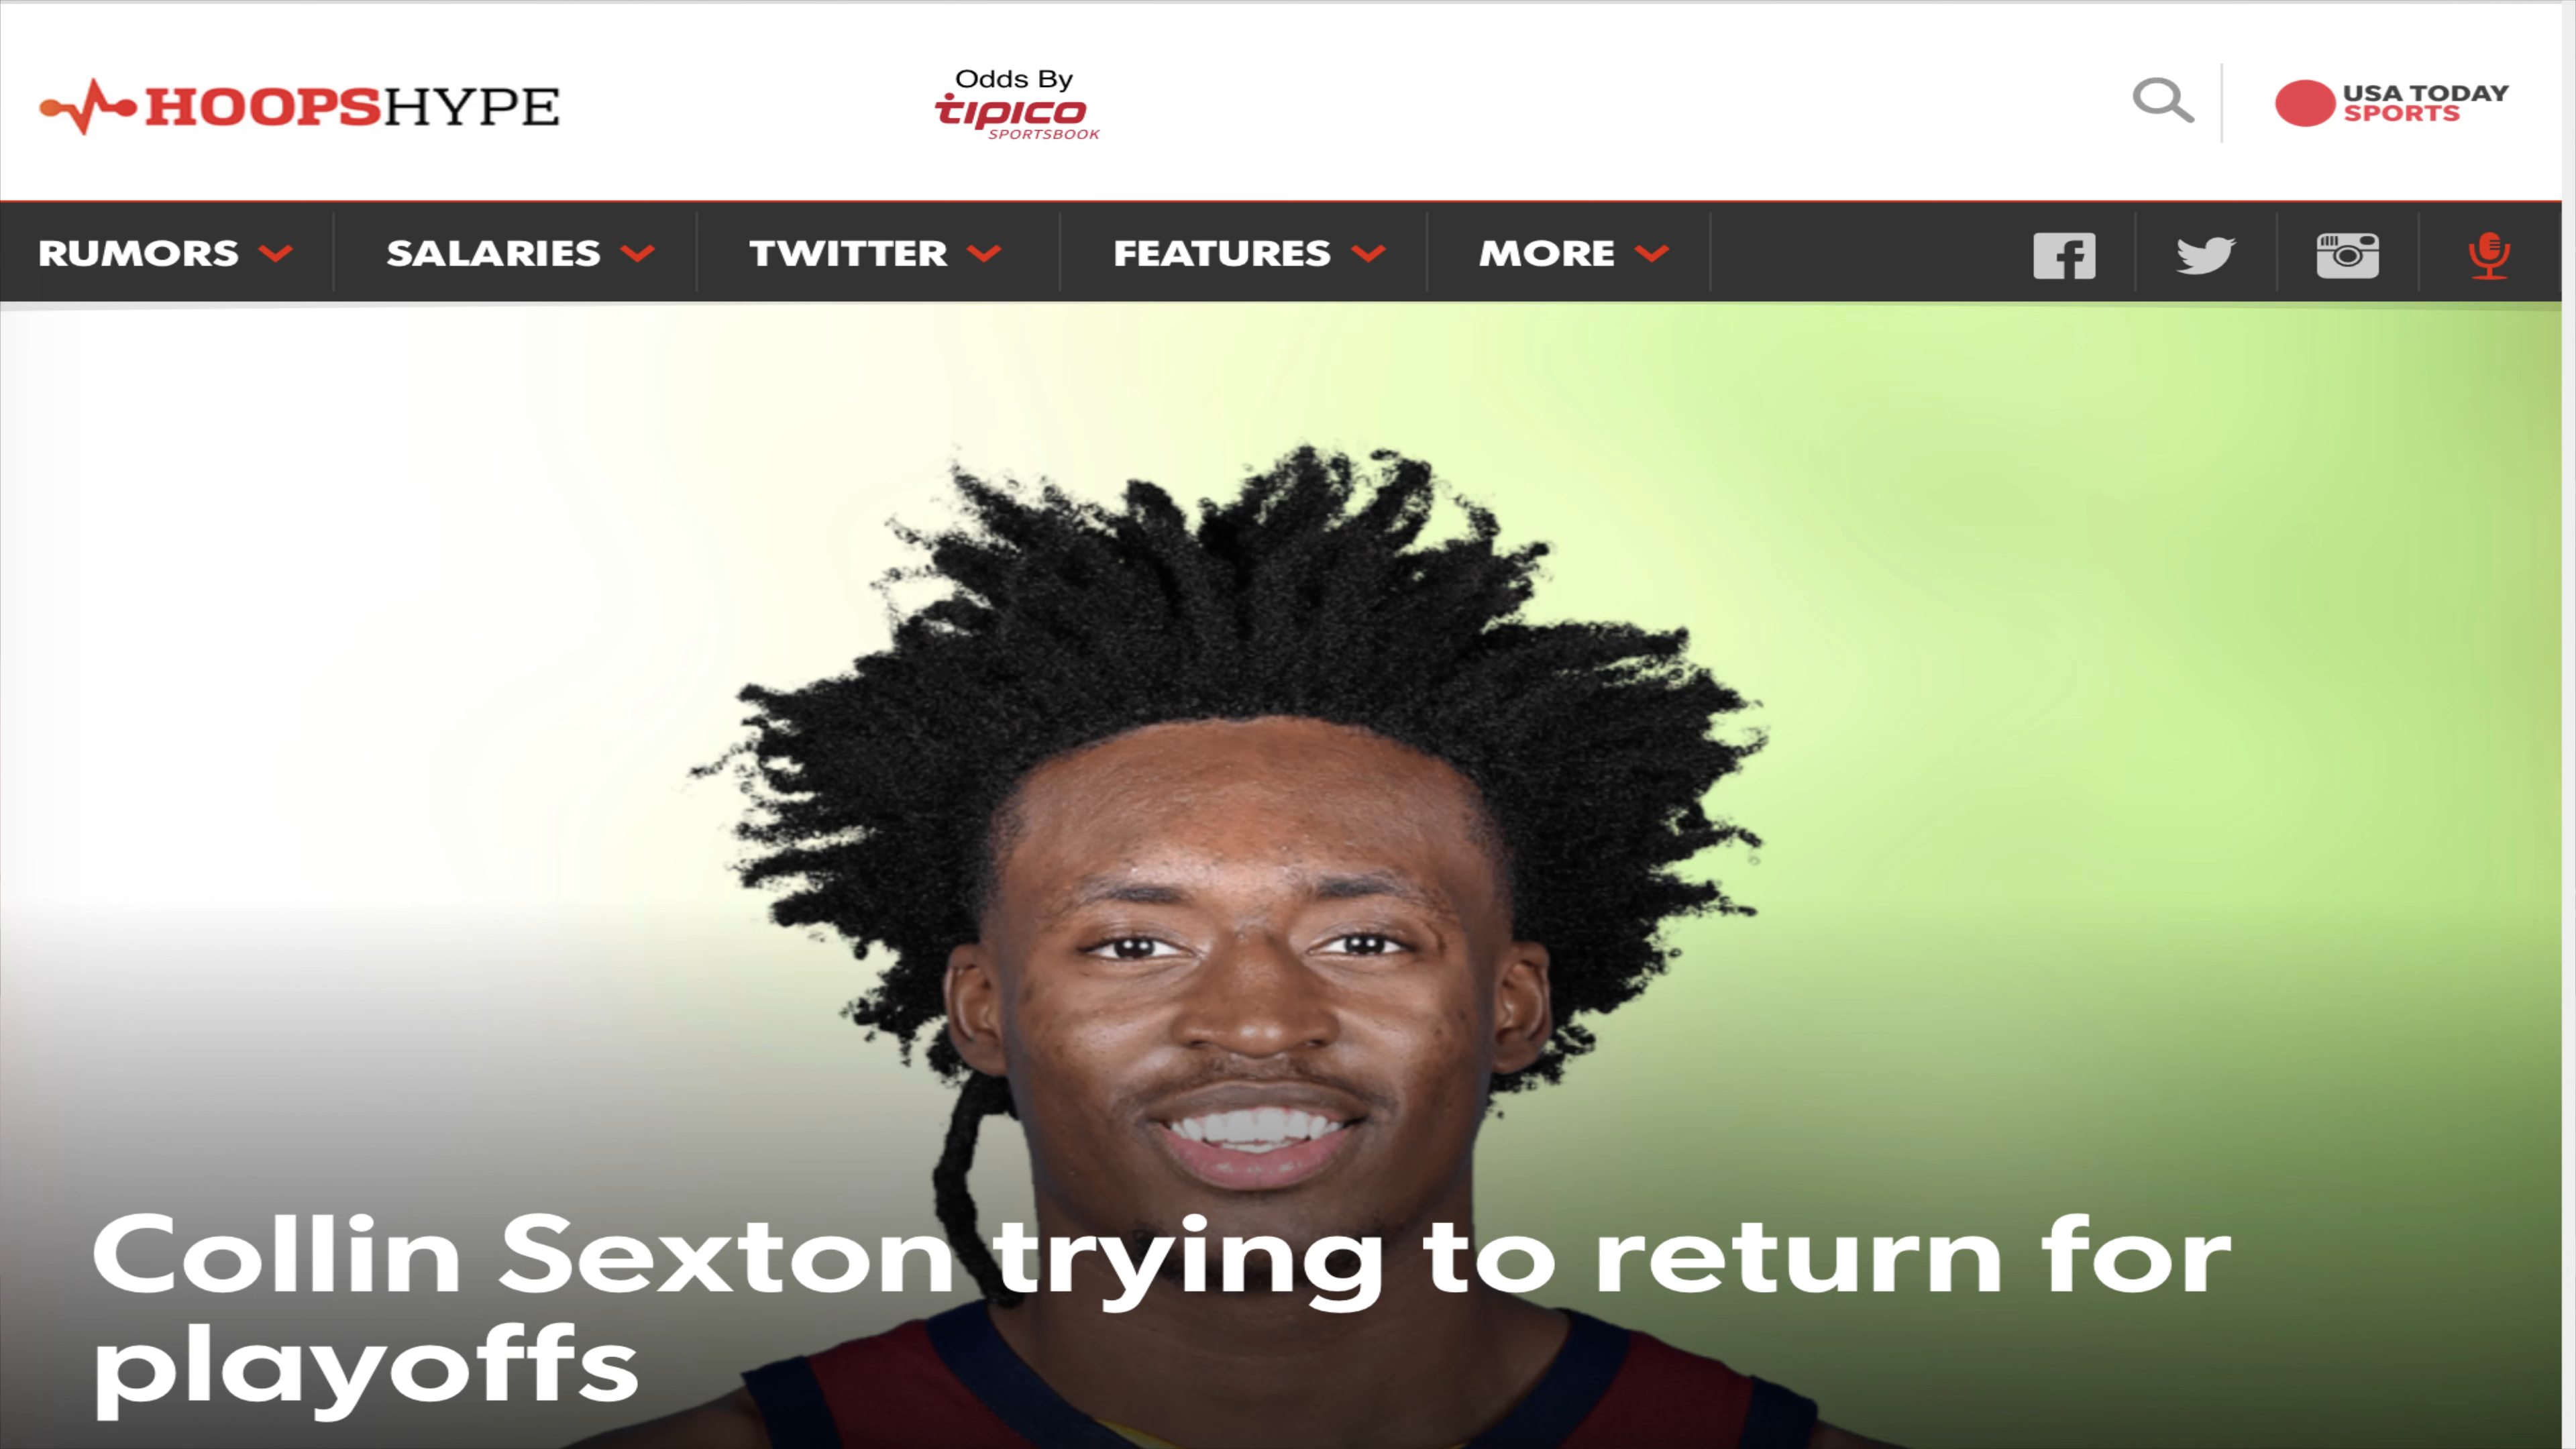 HOOPSHYPE
Odds By
tipico
SPORTSBOOK
USA TODAY
SPORTS
RUMORS SALARIES TWITTER FEATURES MORE
Collin Sexton trying to return for
playoffs